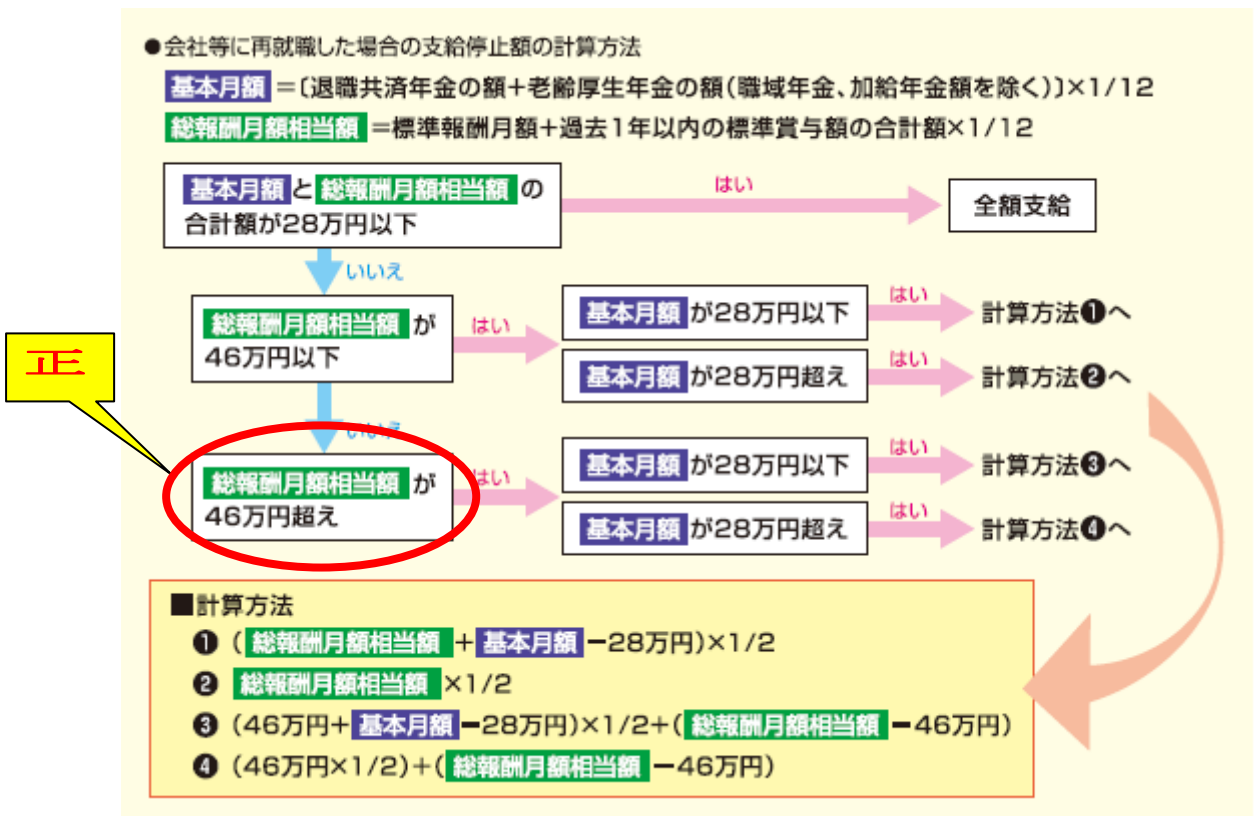 ●会社等に再就職した場合の支給停止額の計算方法
基本月額＝〔退職共済年金の額＋老齢厚生年金の額（職域年金、加給年金額を除く）〕×1/12
総報酬月額相当額＝標準報酬月額＋過去1年以内の標準賞与額の合計額×1/12
基本月額と総報酬月額相当額の
合計額が28万円以下
はい
全額支給
いいえ
総報酬月額相当額が
46万円以下
はい
基本月額が28万円以下
はい
計算方法❶へ
基本月額が28万円超え
はい
計算方法❷へ
正
いいえ
総報酬月額相当額が
46万円超え
はい
基本月額が28万円以下
はい
計算方法❸へ
基本月額が28万円超え
はい
計算方法❹へ
■計算方法
❶（総報酬月額相当額＋基本月額－28万円）×1/2
❷ 総報酬月額相当額×1/2
❸（46万円＋基本月額－28万円）×1/2＋（総報酬月額相当額－46万円）
❹（46万円×1/2）＋（総報酬月額相当額－46万円）